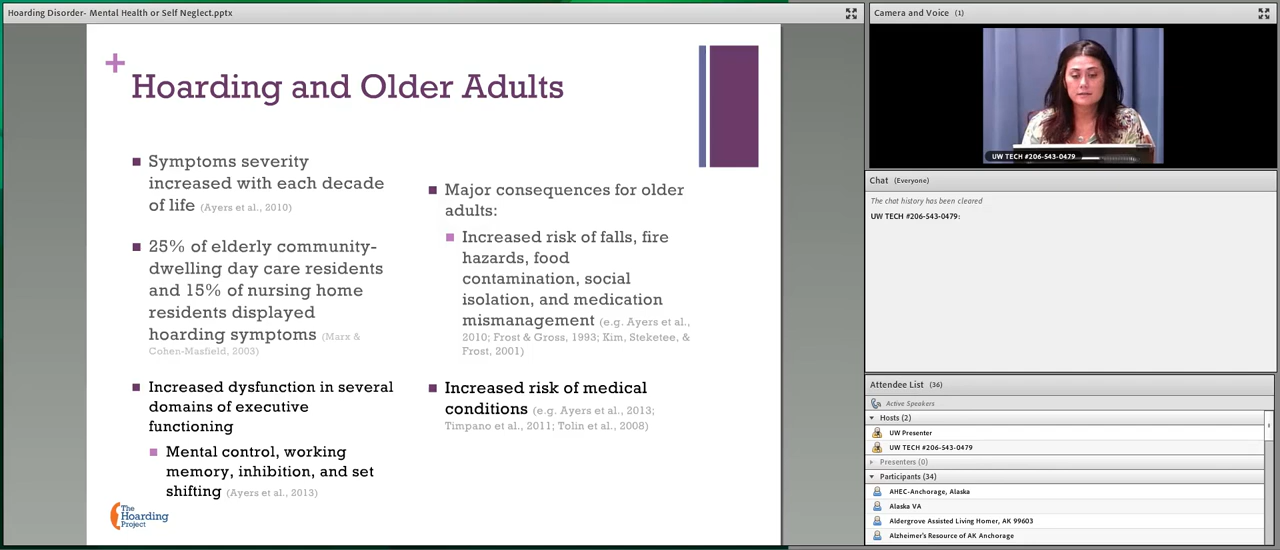 Hoarding Disorder- Mental Health or Self Neglect.pptx
+
Hoarding and Older Adults
Symptoms severity
increased with each decade
of life (Ayers et al., 2010)
25% of elderly community-
dwelling day care residents
and 15% of nursing home
residents displayed
hoarding symptoms (Marx &
Cohen-Masfield, 2003)
Increased dysfunction in several
domains of executive
functioning
Mental control, working
memory, inhibition, and set
shifting (Ayers et al., 2013)
Major consequences for older
adults:
Increased risk of falls, fire
hazards, food
contamination, social
isolation, and medication
mismanagement (e.g. Ayers et al.,
2010; Frost & Gross, 1993; Kim, Steketee, &
Frost, 2001)
Increased risk of medical
conditions (e.g. Ayers et al., 2013;
Timpano et al., 2011; Tolin et al., 2008)
The
Hoarding
Project
Camera and Voice (1)
UW TECH #206-543-0479
Chat (Everyone)
The chat history has been cleared
UW TECH #206-543-0479:
Attendee List (36)
Active Speakers
Hosts (2)
UW Presenter
UW TECH #206-543-0479
Presenters (0)
Participants (34)
AHEC-Anchorage, Alaska
Alaska VA
Aldergrove Assisted Living Homer, AK 99603
Alzheimer's Resource of AK Anchorage